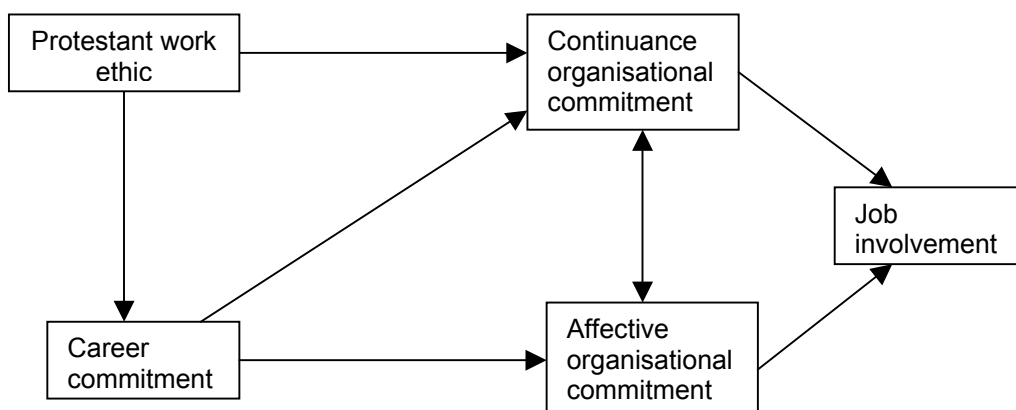 Protestant work
ethic
Continuance
organisational
commitment
Job
involvement
Career
commitment
Affective
organisational
commitment